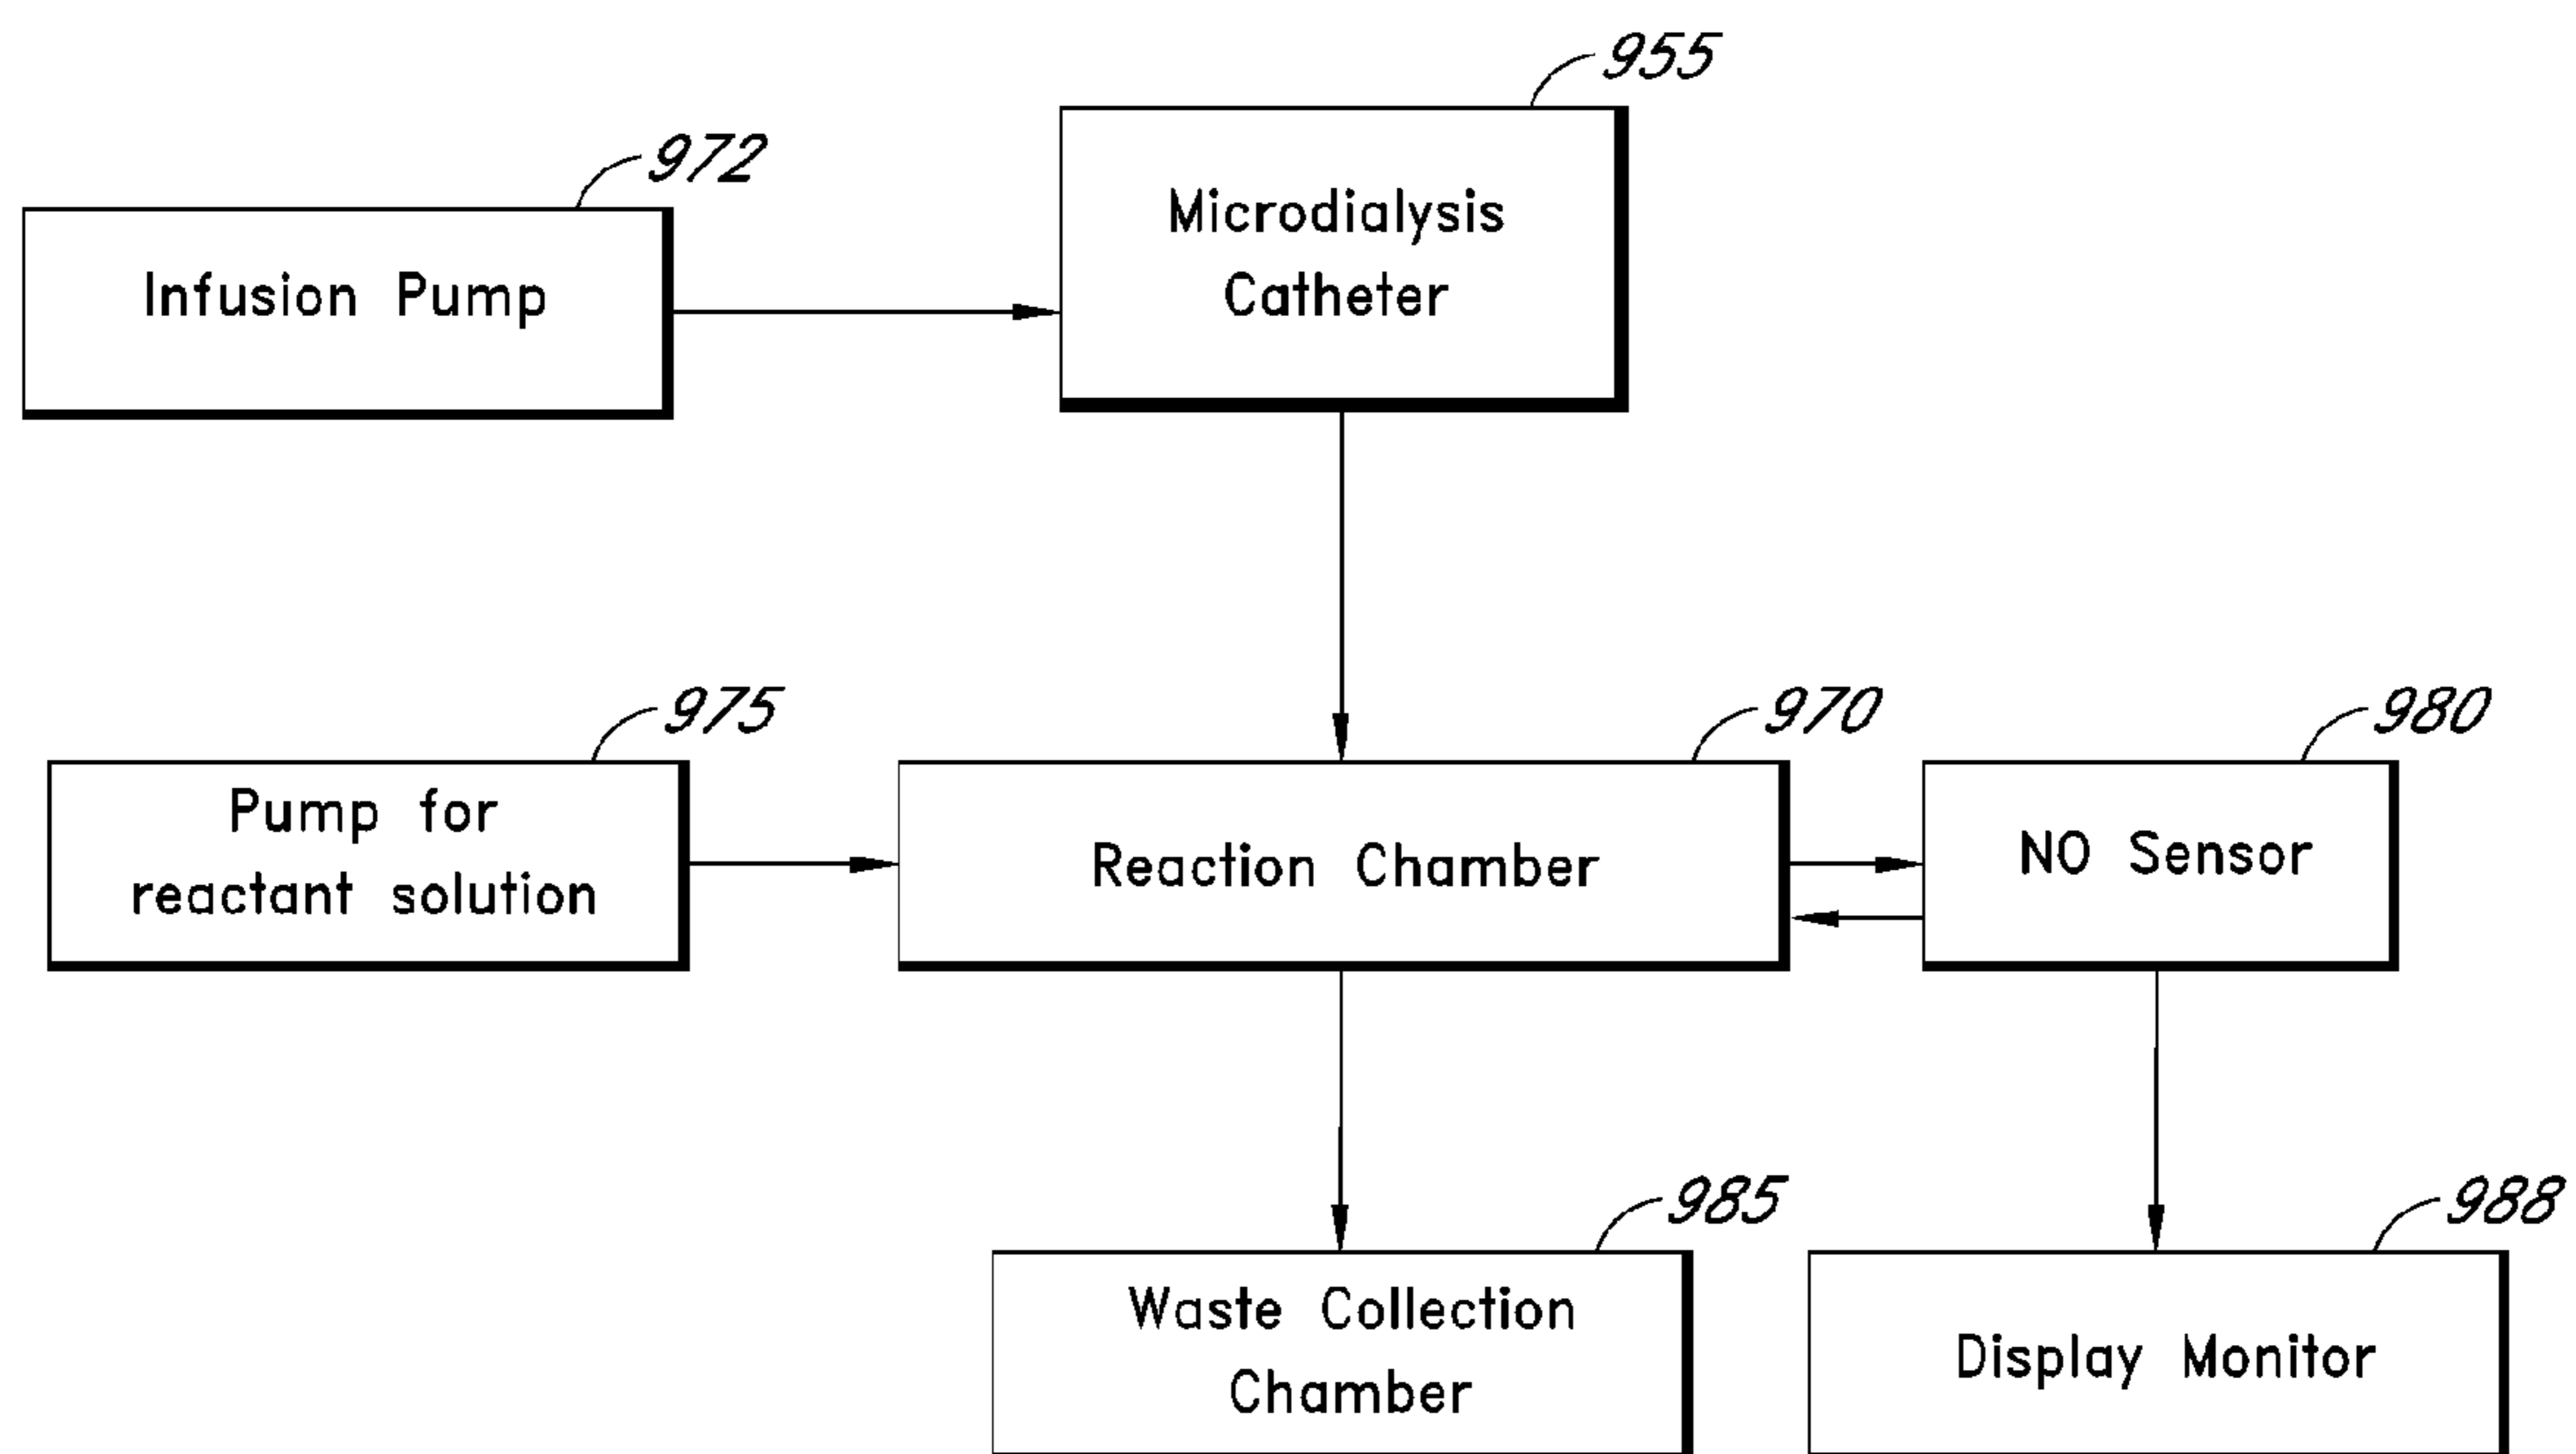 955
972
Microdialysis
Catheter
Infusion Pump
975
970
980
Pump for
reactant solution
Reaction Chamber
NO Sensor
985
988
Waste Collection
Chamber
Display Monitor